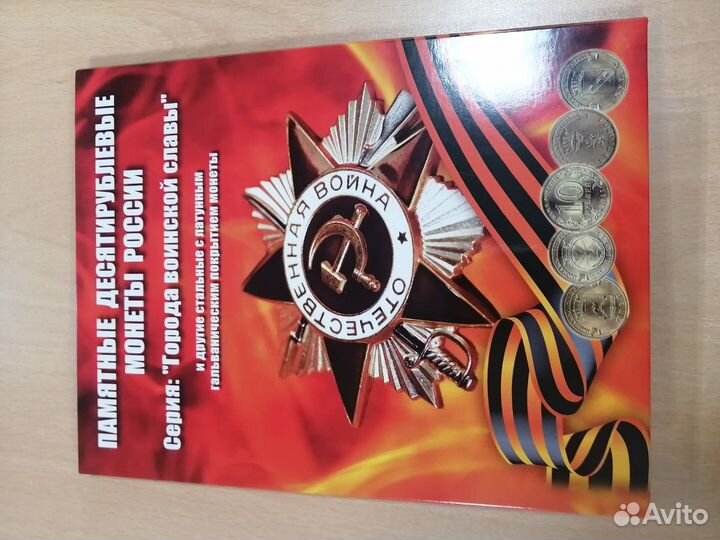 ПАМЯТНЫЕ ДЕСЯТИРУБЛЕВЫЕ
МОНЕТЫ РОССИИ
Серия: "Города воинской славы"
и другие стальные с латунным
гальваническим покрытием монеты
ОТЕЧЕСТВЕННАЯ ВОЙНА
10
Avito